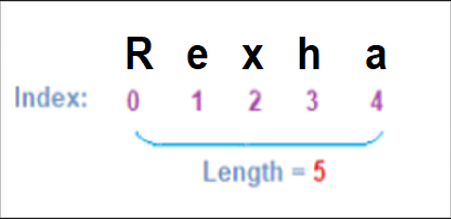 R e x h a
Index: 0 1 2 3 4
Length = 5